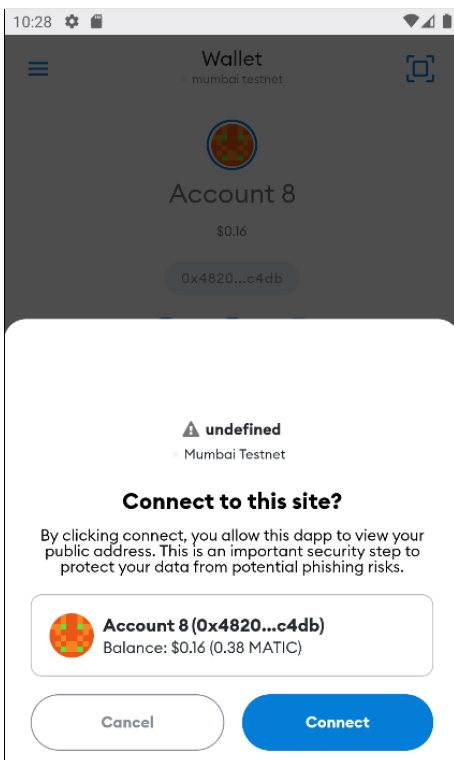 10:28
Wallet
mumbai testnet
Account 8
$0.16
0x4820...c4db
undefined
Mumbai Testnet
Connect to this site?
By clicking connect, you allow this dapp to view your
public address. This is an important security step to
protect your data from potential phishing risks.
Account 8 (0x4820...c4db)
Balance: $0.16 (0.38 MATIC)
Cancel
Connect